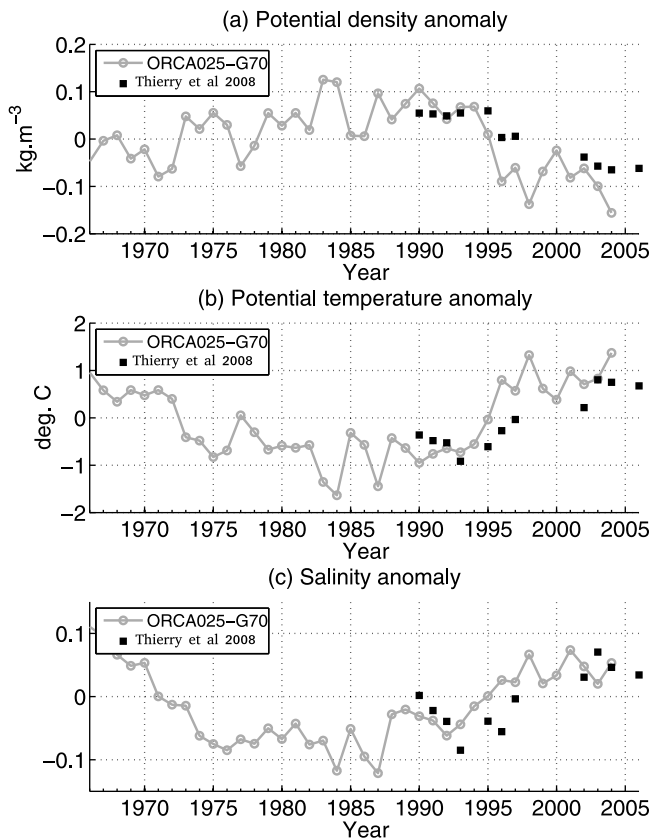 (a) Potential density anomaly
0.2
0.1
0
−0.1
−0.2
kg.m⁻³
ORCA025−G70
Thierry et al 2008
1970 1975 1980 1985 1990 1995 2000 2005
Year
(b) Potential temperature anomaly
2
1
0
−1
−2
deg. C
ORCA025−G70
Thierry et al 2008
1970 1975 1980 1985 1990 1995 2000 2005
Year
(c) Salinity anomaly
0.1
0
−0.1
ORCA025−G70
Thierry et al 2008
1970 1975 1980 1985 1990 1995 2000 2005
Year